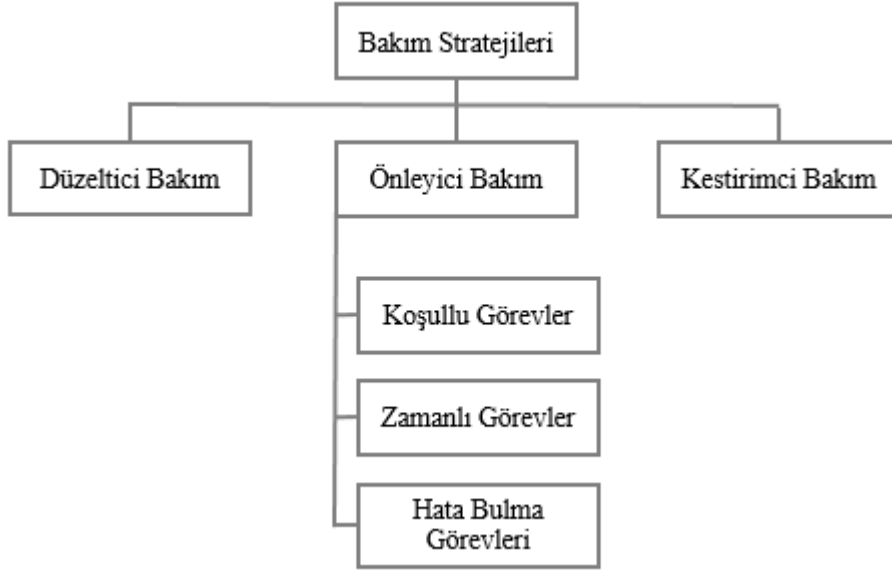 Bakım Stratejileri
Düzeltici Bakım
Önleyici Bakım
Kestirimci Bakım
Koşullu Görevler
Zamanlı Görevler
Hata Bulma
Görevleri